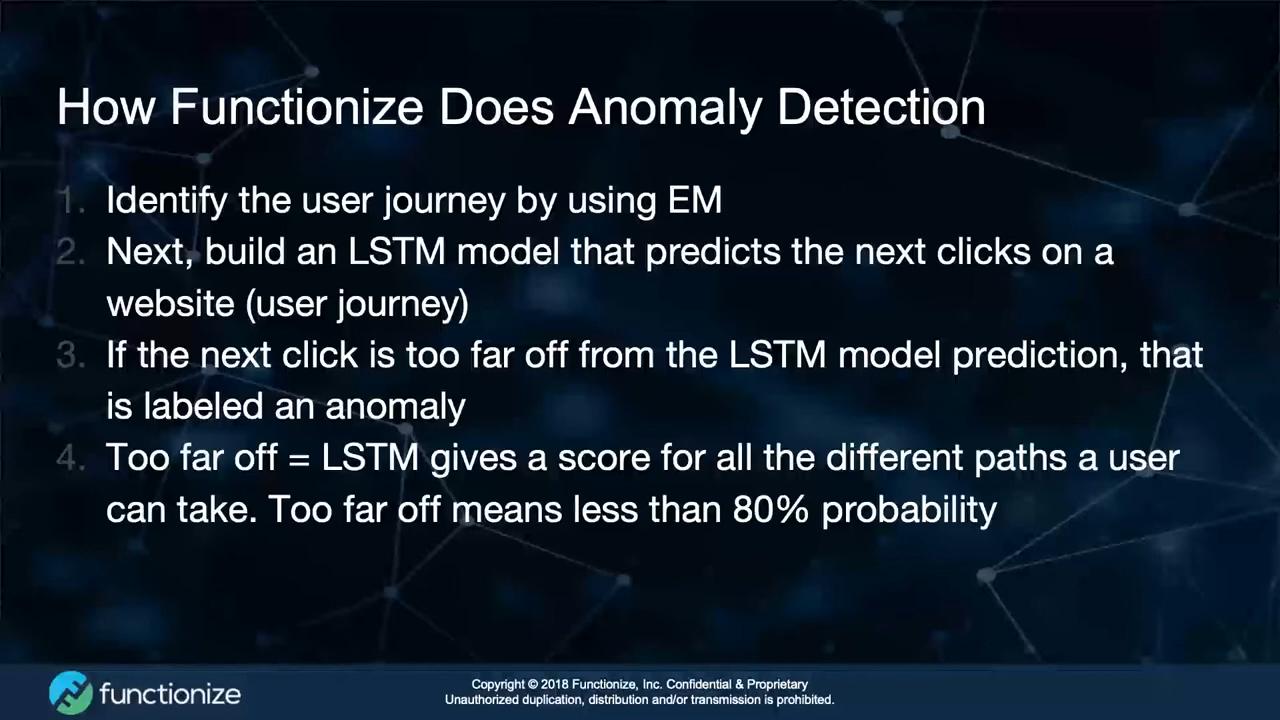 How Functionize Does Anomaly Detection
1. Identify the user journey by using EM
2. Next, build an LSTM model that predicts the next clicks on a
website (user journey)
3. If the next click is too far off from the LSTM model prediction, that
is labeled an anomaly
4. Too far off = LSTM gives a score for all the different paths a user
can take. Too far off means less than 80% probability
functionize
Copyright © 2018 Functionize, Inc. Confidential & Proprietary
Unauthorized duplication, distribution and/or transmission is prohibited.